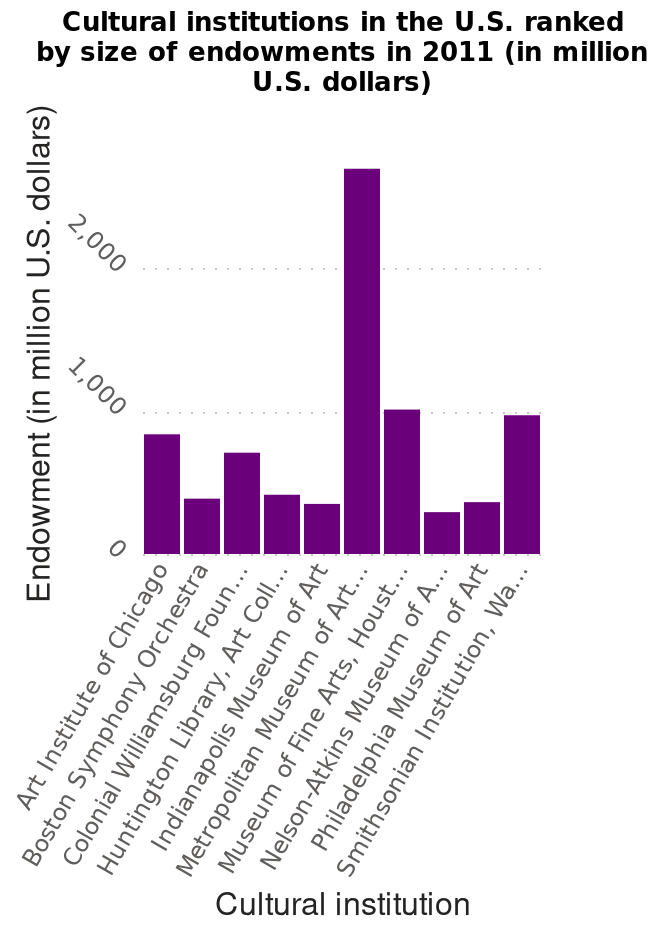 Cultural institutions in the U.S. ranked
by size of endowments in 2011 (in million
U.S. dollars)
Endowment (in million U.S. dollars)
2,000
1,000
0
Art Institute of Chicago
Boston Symphony Orchestra
Colonial Williamsburg Foun...
Huntington Library, Art Coll...
Indianapolis Museum of Art
Metropolitan Museum of Art...
Museum of Fine Arts, Houst...
Nelson-Atkins Museum of A...
Philadelphia Museum of Art
Smithsonian Institution, Wa...
Cultural institution